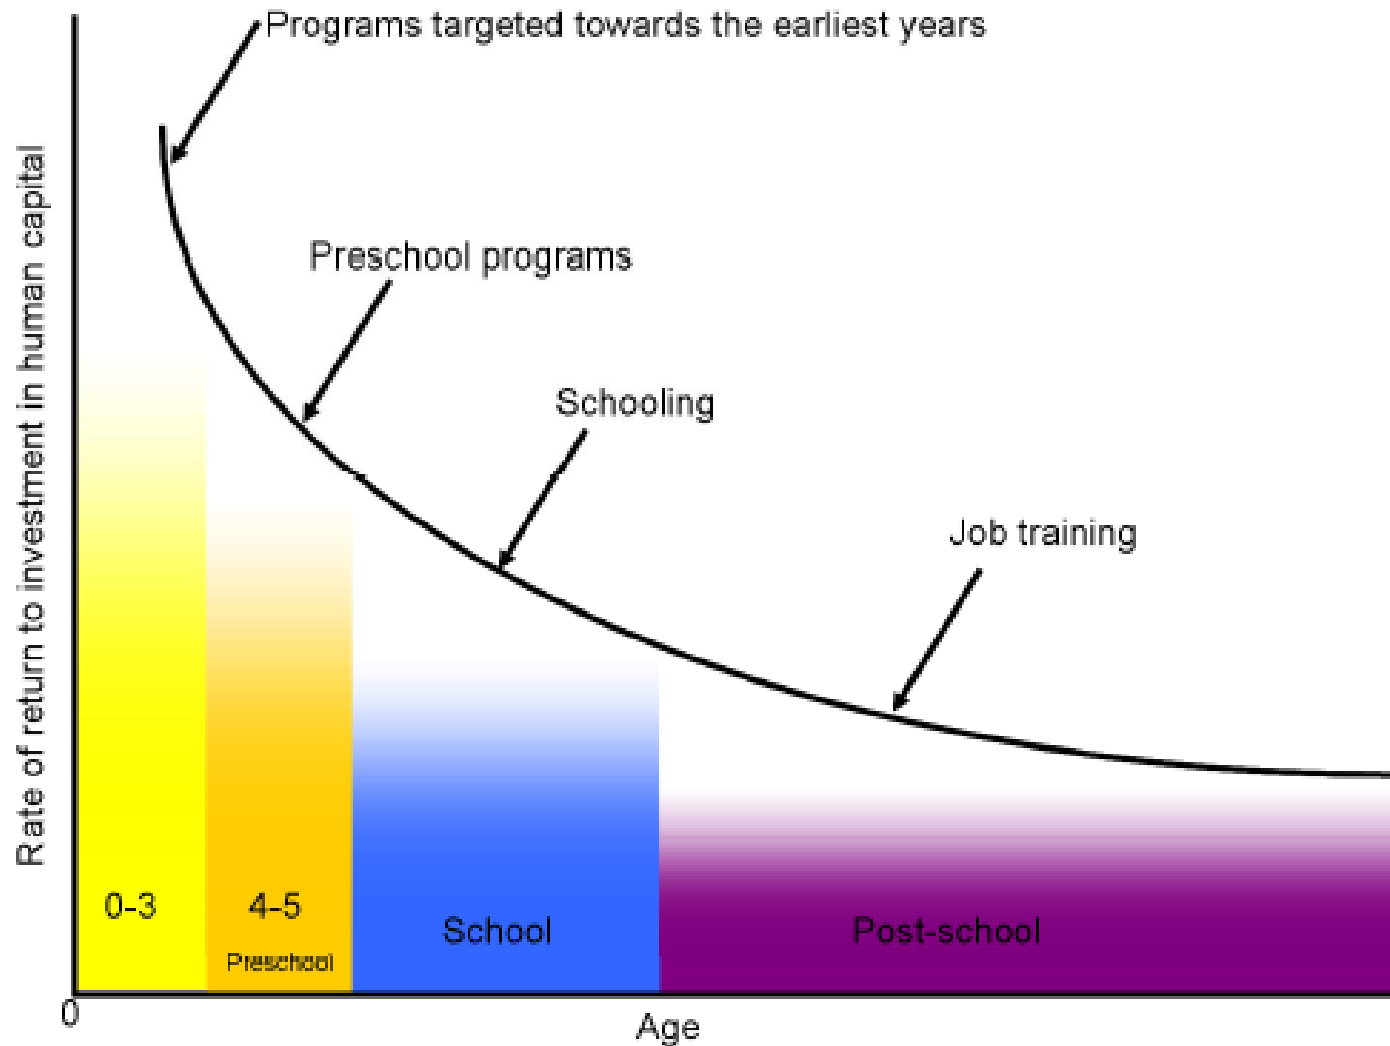 Programs targeted towards the earliest years
Preschool programs
Schooling
Job training
Rate of return to investment in human capital
0-3
4-5
Preschool
School
Post-school
0
Age